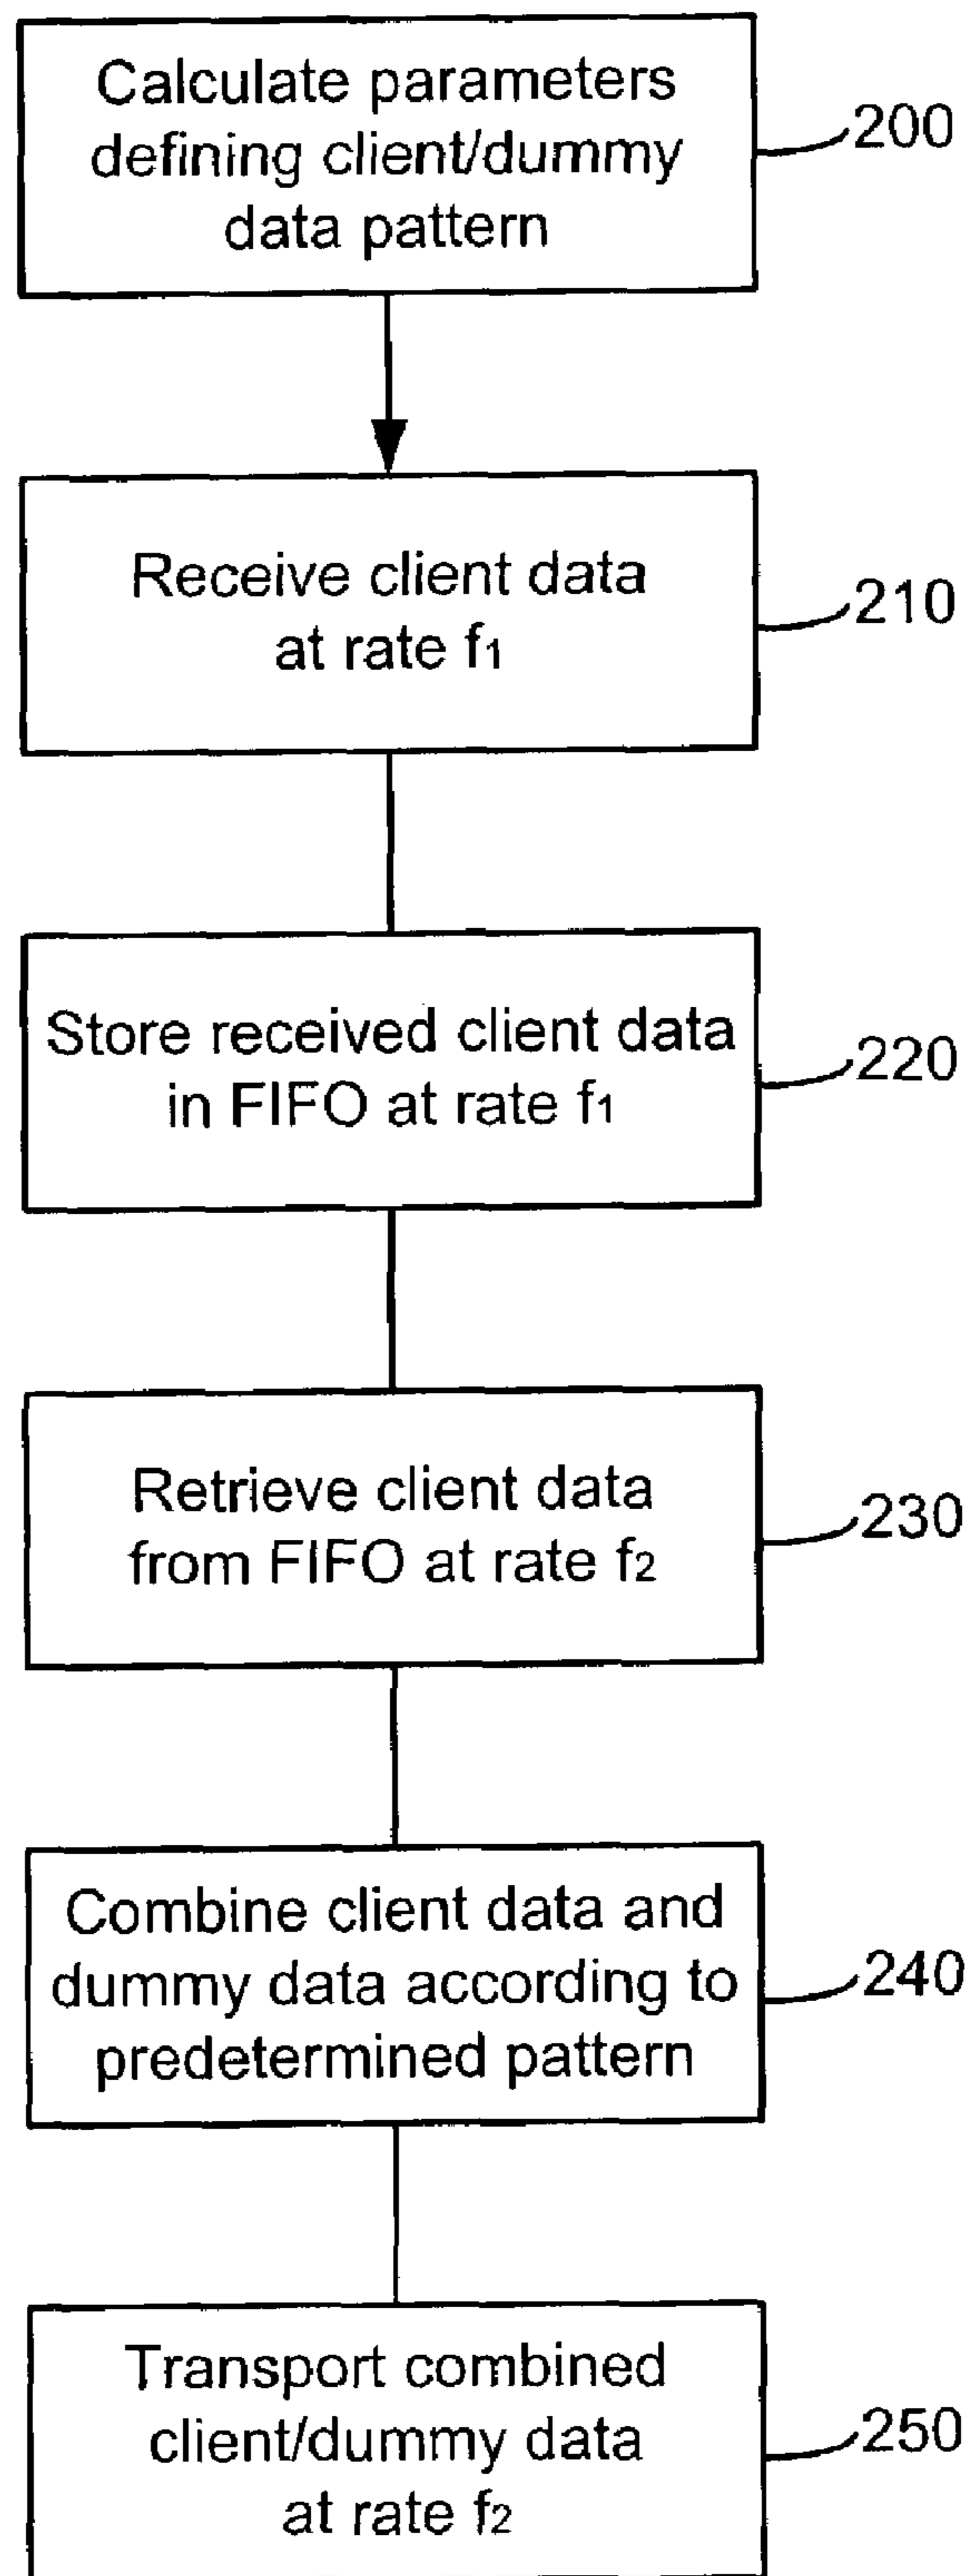 Calculate parameters
defining client/dummy
data pattern
200
Receive client data
at rate f1
210
Store received client data
in FIFO at rate f1
220
Retrieve client data
from FIFO at rate f2
230
Combine client data and
dummy data according to
predetermined pattern
240
Transport combined
client/dummy data
at rate f2
250